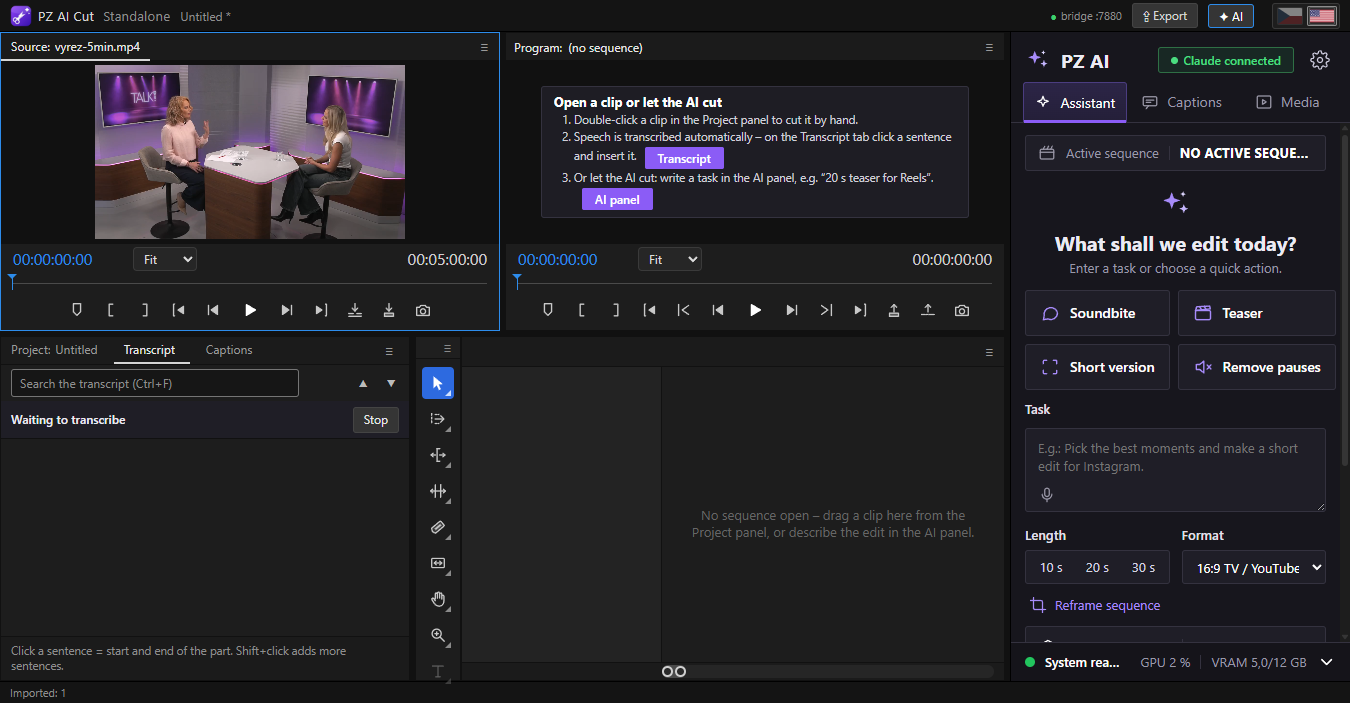 PZ AI Cut Standalone Untitled *
bridge :7880
Export
AI
Source: vyrez-5min.mp4
TALK!
00:00:00:00
Fit
00:05:00:00
Program: (no sequence)
Open a clip or let the AI cut
1. Double-click a clip in the Project panel to cut it by hand.
2. Speech is transcribed automatically – on the Transcript tab click a sentence
and insert it. Transcript
3. Or let the AI cut: write a task in the AI panel, e.g. “20 s teaser for Reels”.
AI panel
00:00:00:00
Fit
00:00:00:00
Project: Untitled
Transcript
Captions
Search the transcript (Ctrl+F)
Waiting to transcribe
Stop
Click a sentence = start and end of the part. Shift+click adds more
sentences.
No sequence open – drag a clip here from the
Project panel, or describe the edit in the AI panel.
PZ AI
Claude connected
Assistant
Captions
Media
Active sequence
NO ACTIVE SEQUE...
What shall we edit today?
Enter a task or choose a quick action.
Soundbite
Teaser
Short version
Remove pauses
Task
E.g.: Pick the best moments and make a short
edit for Instagram.
Length
Format
10 s 20 s 30 s
16:9 TV / YouTube
Reframe sequence
System rea...
GPU 2 %
VRAM 5,0/12 GB
Imported: 1